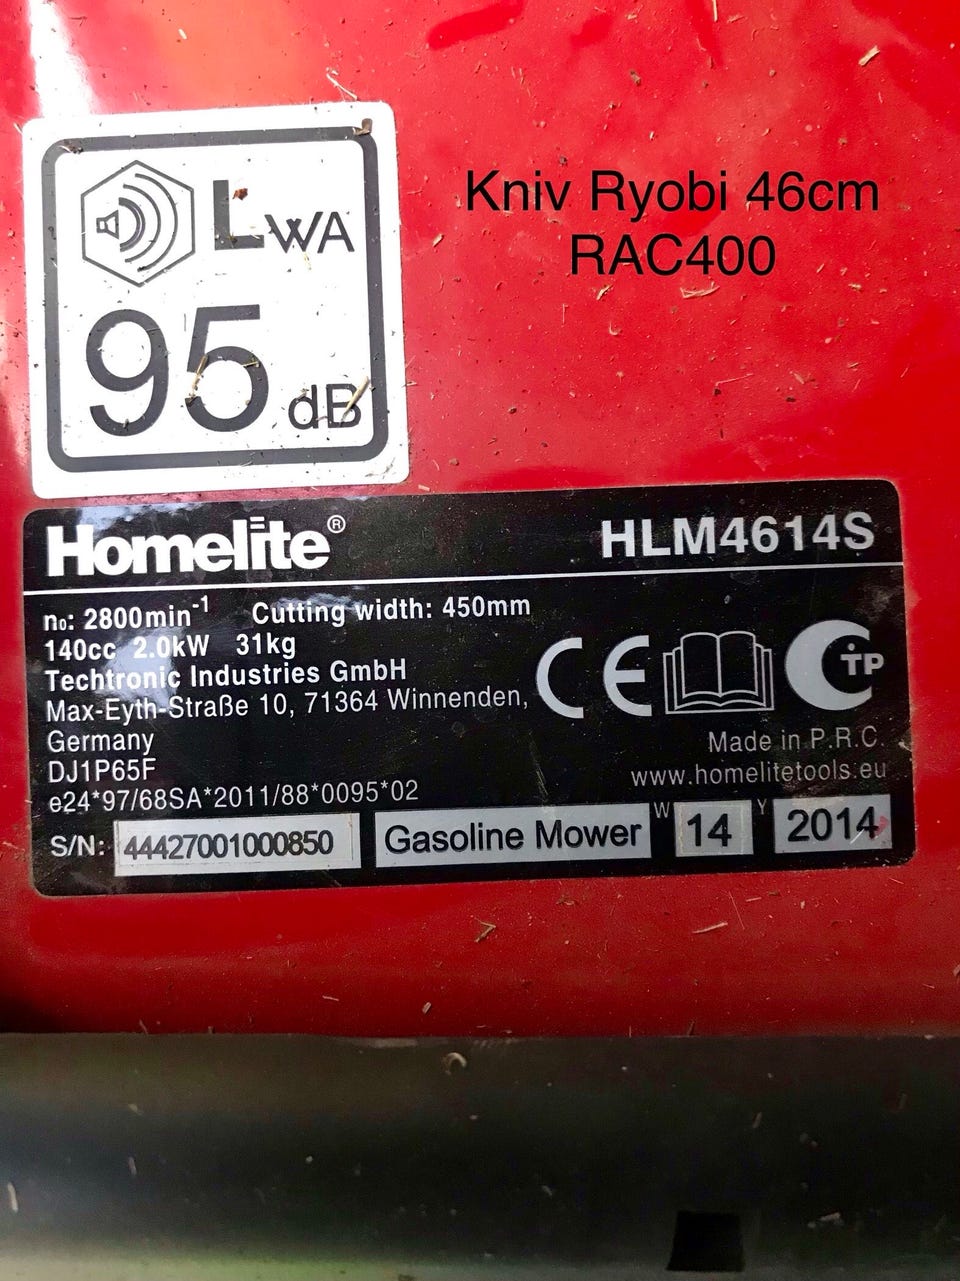 LWA
95 dB
Kniv Ryobi 46cm
RAC400
Homelite®
HLM4614S
n₀: 2800min⁻¹ Cutting width: 450mm
140cc 2.0kW 31kg
Techtronic Industries GmbH
Max-Eyth-Straße 10, 71364 Winnenden,
Germany
DJ1P65F
e24*97/68SA*2011/88*0095*02
CE
TP
Made in P.R.C.
www.homelitetools.eu
S/N: 44427001000850 Gasoline Mower W 14 Y 2014